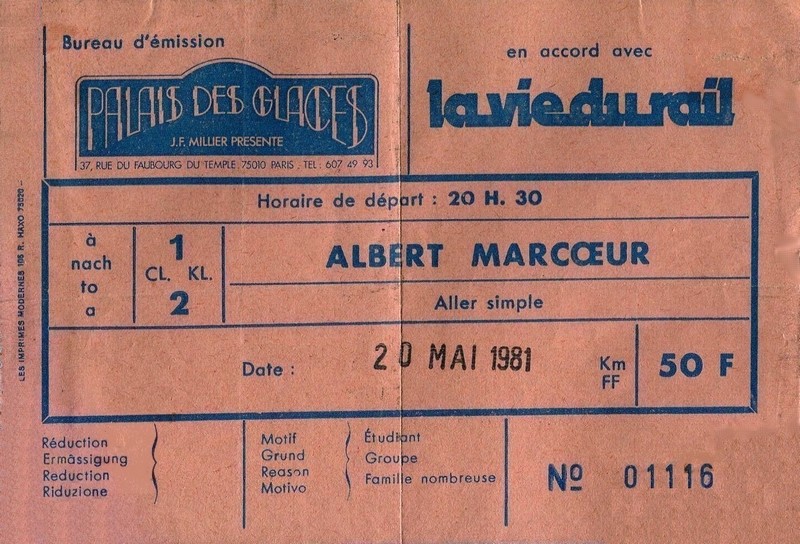 Bureau d'émission
PALAIS DES GLACES
J.F. MILLIER PRESENTE
37, RUE DU FAUBOURG DU TEMPLE 75010 PARIS . TEL : 607 49 93
en accord avec
la vie du rail
Horaire de départ : 20 H. 30
à
nach
to
a
1
CL. KL.
2
ALBERT MARCŒUR
Aller simple
Date : 20 MAI 1981
Km
FF
50 F
Réduction
Ermässigung
Reduction
Riduzione
Motif
Grund
Reason
Motivo
Étudiant
Groupe
Famille nombreuse
Nº 01116
LES IMPRIMES MODERNES 106 R. HAXO 75020